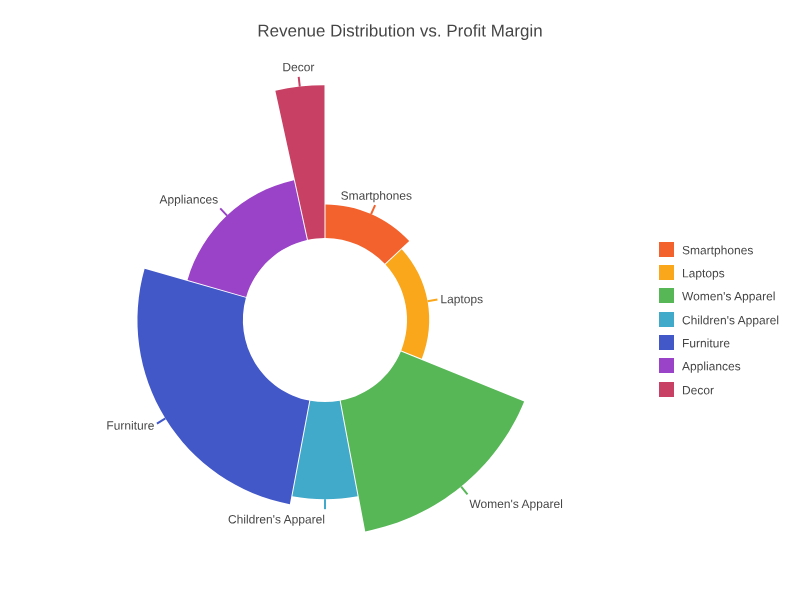 Revenue Distribution vs. Profit Margin
Decor
Appliances
Smartphones
Laptops
Furniture
Women's Apparel
Children's Apparel
Smartphones
Laptops
Women's Apparel
Children's Apparel
Furniture
Appliances
Decor